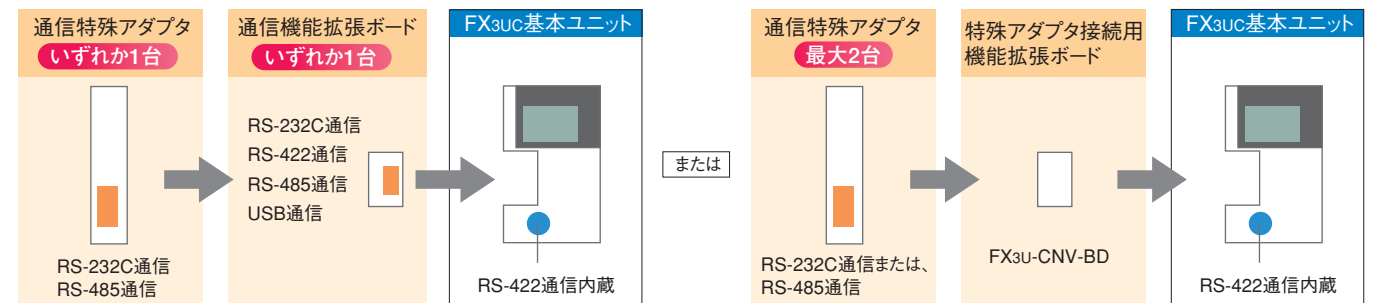 通信特殊アダプタ
いずれか1台
RS-232C通信
RS-485通信
通信機能拡張ボード
いずれか1台
RS-232C通信
RS-422通信
RS-485通信
USB通信
FX3UC基本ユニット
RS-422通信内蔵
または
通信特殊アダプタ
最大2台
RS-232C通信または、
RS-485通信
特殊アダプタ接続用
機能拡張ボード
FX3U-CNV-BD
FX3UC基本ユニット
RS-422通信内蔵